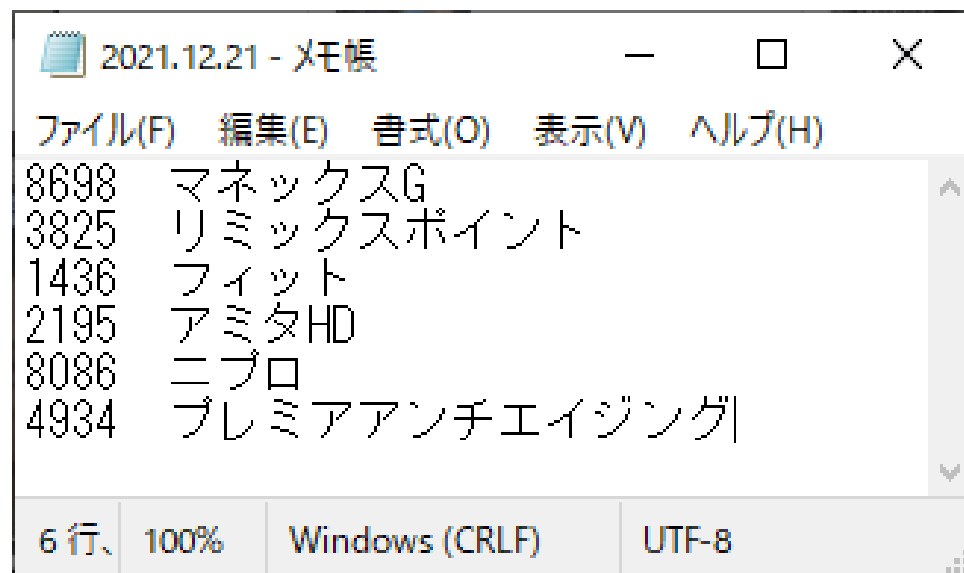 2021.12.21 - メモ帳
ファイル(F) 編集(E) 書式(O) 表示(V) ヘルプ(H)
8698 マネックスG
3825 リミックスポイント
1436 フィット
2195 アミタHD
8086 ニプロ
4934 プレミアアンチエイジング
6 行、 100% Windows (CRLF) UTF-8